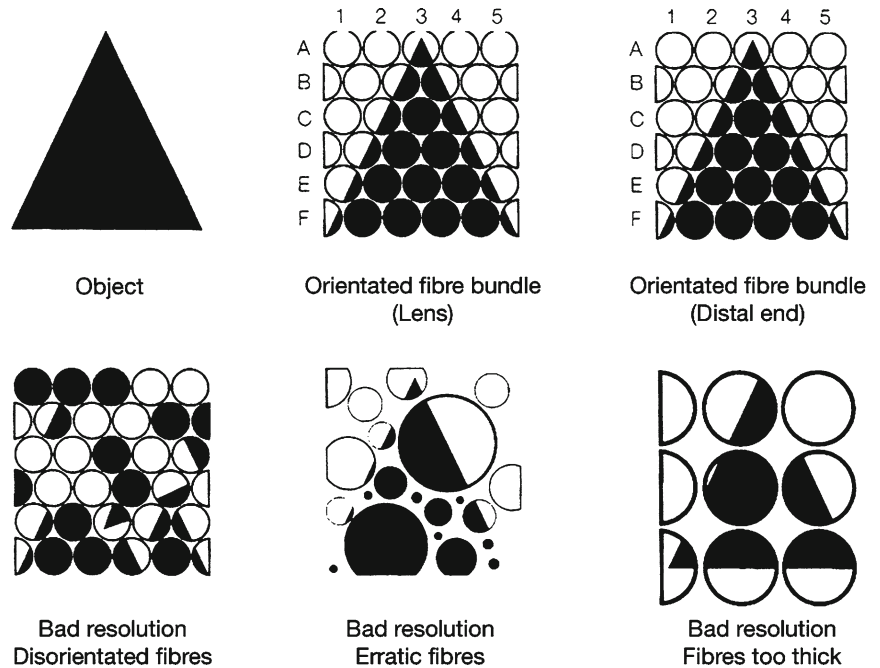 1 2 3 4 5
1 2 3 4 5
A
B
C
D
E
F
A
B
C
D
E
F
Object
Orientated fibre bundle
(Lens)
Orientated fibre bundle
(Distal end)
Bad resolution
Disorientated fibres
Bad resolution
Erratic fibres
Bad resolution
Fibres too thick